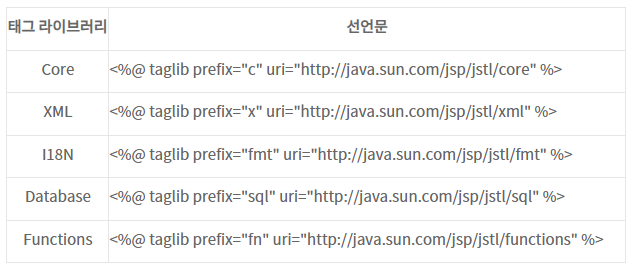 태그 라이브러리 선언문
Core <%@ taglib prefix="c" uri="http://java.sun.com/jsp/jstl/core" %>
XML <%@ taglib prefix="x" uri="http://java.sun.com/jsp/jstl/xml" %>
I18N <%@ taglib prefix="fmt" uri="http://java.sun.com/jsp/jstl/fmt" %>
Database <%@ taglib prefix="sql" uri="http://java.sun.com/jsp/jstl/sql" %>
Functions <%@ taglib prefix="fn" uri="http://java.sun.com/jsp/jstl/functions" %>